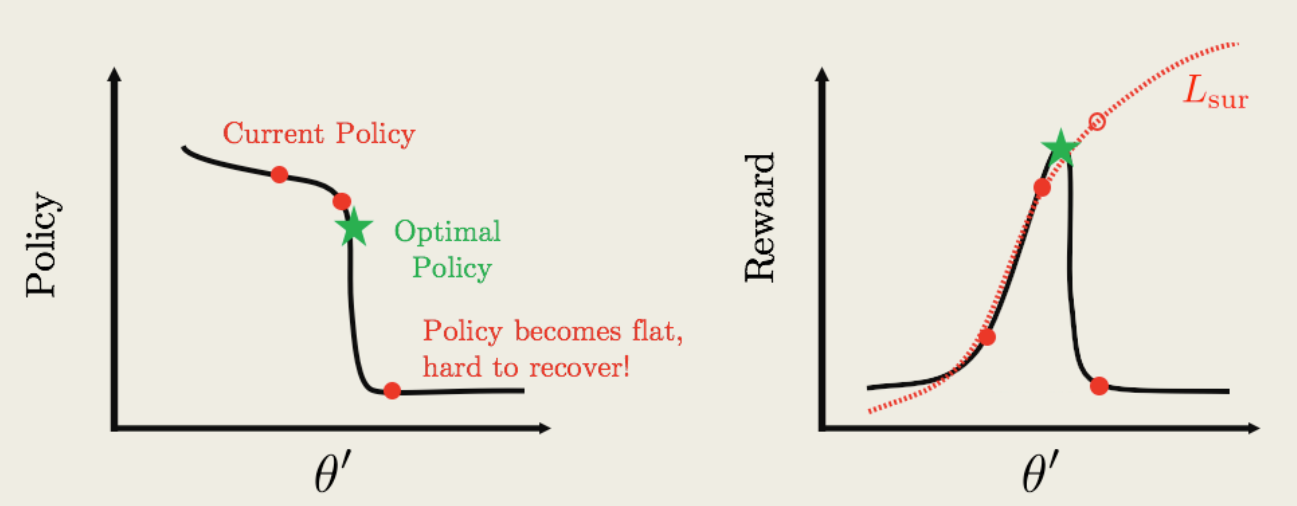 Policy
Current Policy
Optimal
Policy
Policy becomes flat,
hard to recover!
θ′
Reward
L_sur
θ′